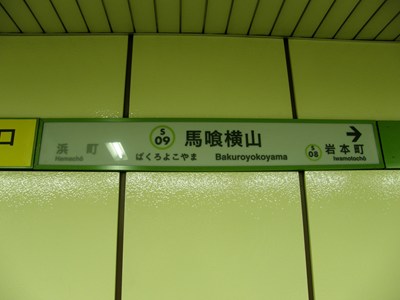 口
浜町
Hamachō
S
09
馬喰横山
ばくろよこやま
Bakuroyokoyama
S
08
岩本町
Iwamotochō